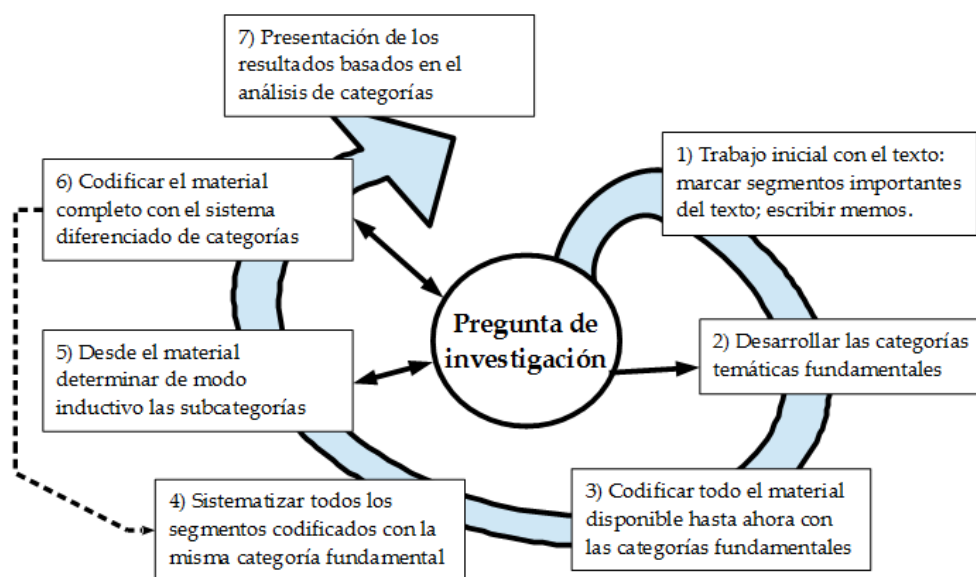 7) Presentación de los
resultados basados en el
análisis de categorías
1) Trabajo inicial con el texto:
marcar segmentos importantes
del texto; escribir memos.
6) Codificar el material
completo con el sistema
diferenciado de categorías
Pregunta de
investigación
2) Desarrollar las categorías
temáticas fundamentales
5) Desde el material
determinar de modo
inductivo las subcategorías
4) Sistematizar todos los
segmentos codificados con la
misma categoría fundamental
3) Codificar todo el material
disponible hasta ahora con
las categorías fundamentales